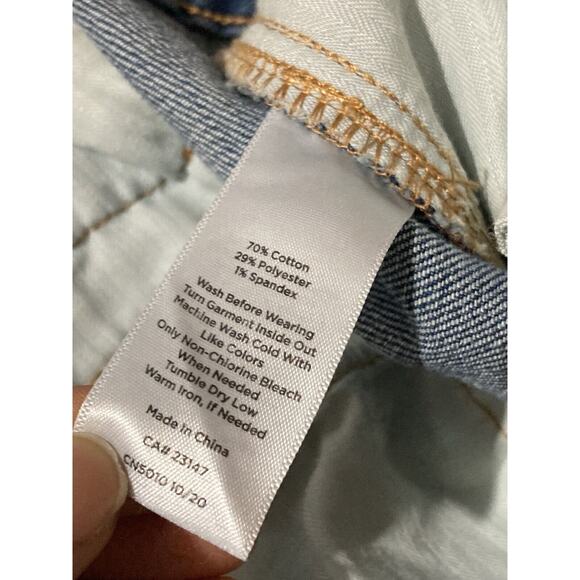 70% Cotton
29% Polyester
1% Spandex
Wash Before Wearing
Turn Garment Inside Out
Machine Wash Cold With
Like Colors
Only Non-Chlorine Bleach
When Needed
Tumble Dry Low
Warm Iron, If Needed
Made in China
CA# 23147
CN5010 10/20